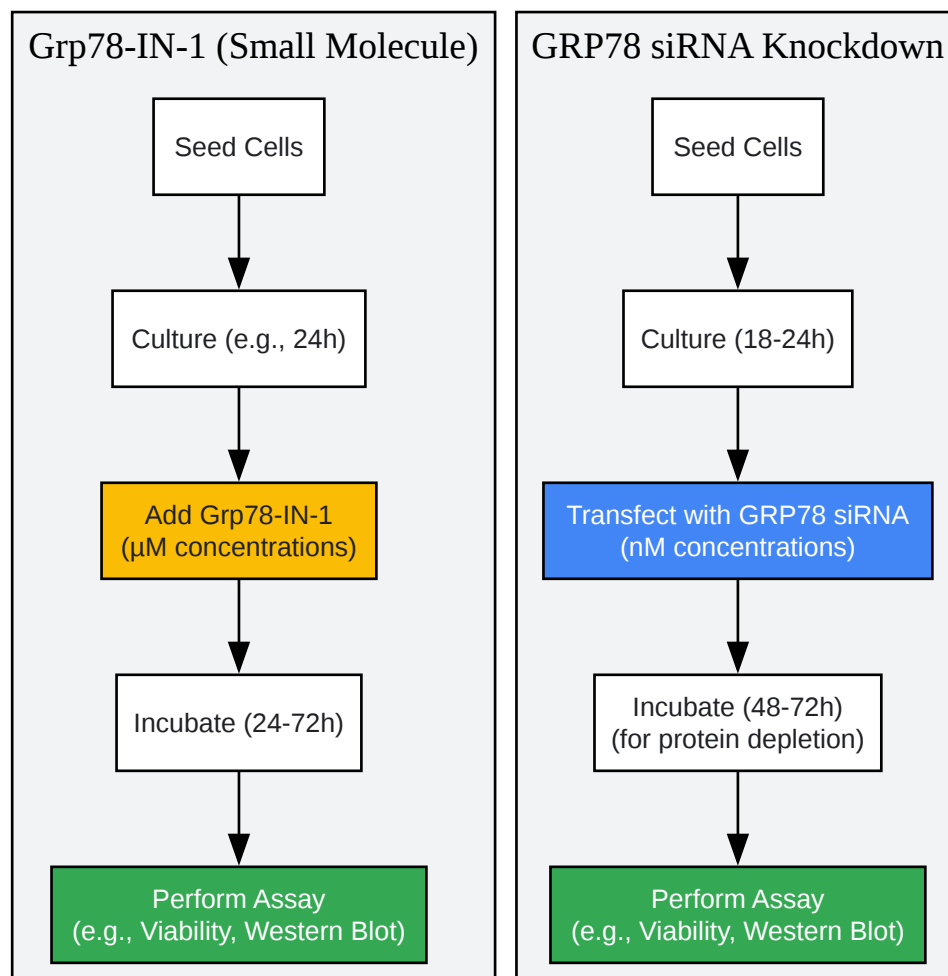 Grp78-IN-1 (Small Molecule)
Seed Cells
Culture (e.g., 24h)
Add Grp78-IN-1
(µM concentrations)
Incubate (24-72h)
Perform Assay
(e.g., Viability, Western Blot)
GRP78 siRNA Knockdown
Seed Cells
Culture (18-24h)
Transfect with GRP78 siRNA
(nM concentrations)
Incubate (48-72h)
(for protein depletion)
Perform Assay
(e.g., Viability, Western Blot)